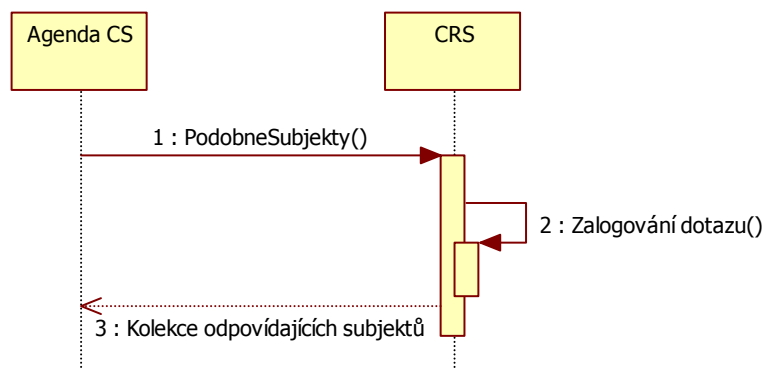 Agenda CS
CRS
1 : PodobneSubjekty()
2 : Zalogování dotazu()
3 : Kolekce odpovídajících subjektů